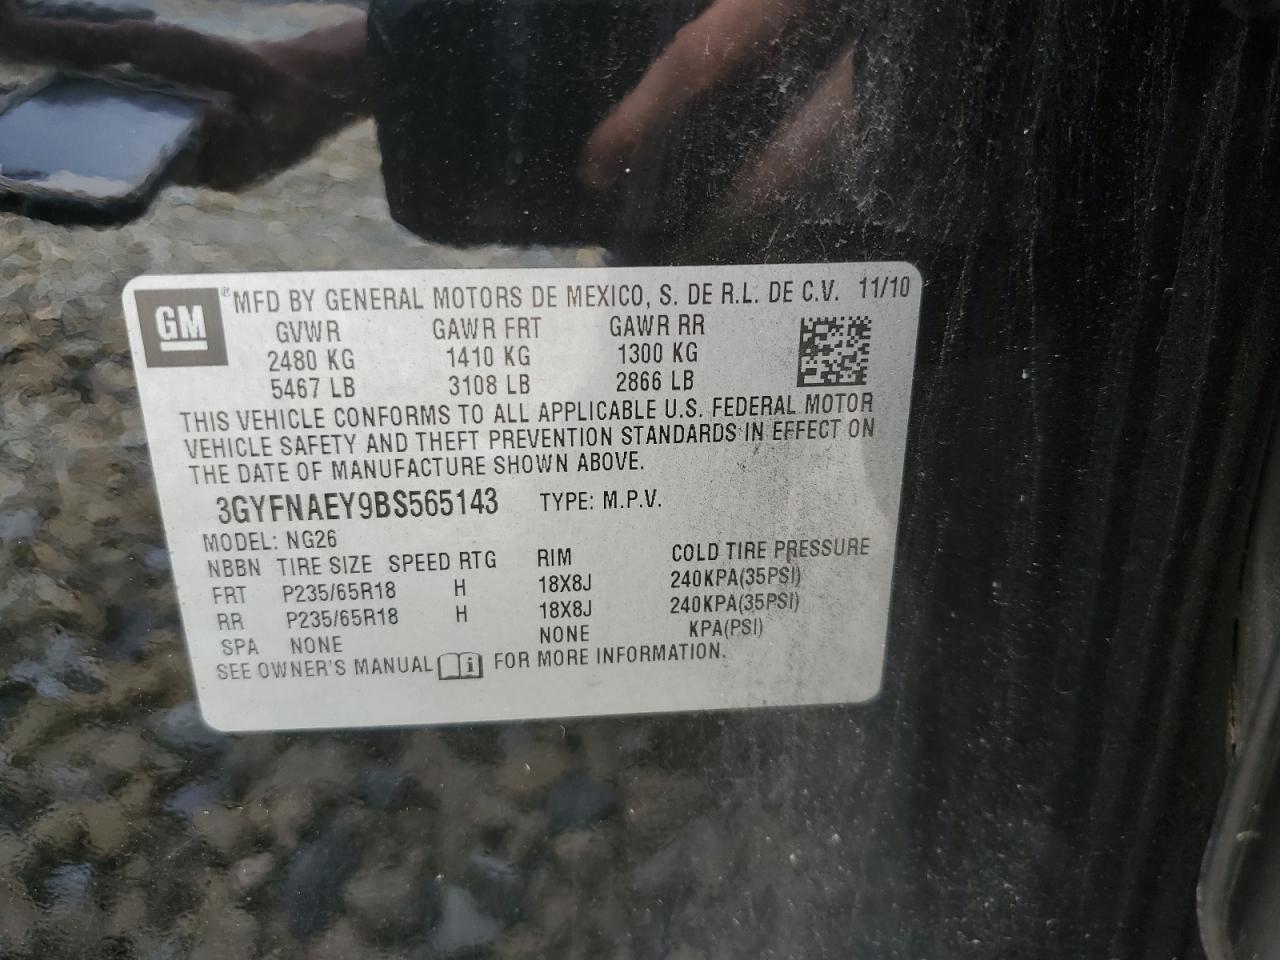 GM® MFD BY GENERAL MOTORS DE MEXICO, S. DE R.L. DE C.V. 11/10
GVWR GAWR FRT GAWR RR
2480 KG 1410 KG 1300 KG
5467 LB 3108 LB 2866 LB
THIS VEHICLE CONFORMS TO ALL APPLICABLE U.S. FEDERAL MOTOR
VEHICLE SAFETY AND THEFT PREVENTION STANDARDS IN EFFECT ON
THE DATE OF MANUFACTURE SHOWN ABOVE.
3GYFNAEY9BS565143 TYPE: M.P.V.
MODEL: NG26
NBBN TIRE SIZE SPEED RTG RIM COLD TIRE PRESSURE
FRT P235/65R18 H 18X8J 240KPA(35PSI)
RR P235/65R18 H 18X8J 240KPA(35PSI)
SPA NONE NONE KPA(PSI)
SEE OWNER'S MANUAL i FOR MORE INFORMATION.